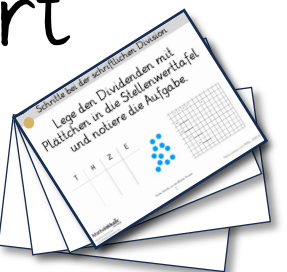 rt
Schritte bei der schriftlichen Division
Lege den Dividenden mit
Plättchen in die Stellenwerttafel
und notiere die Aufgabe.
T H Z E